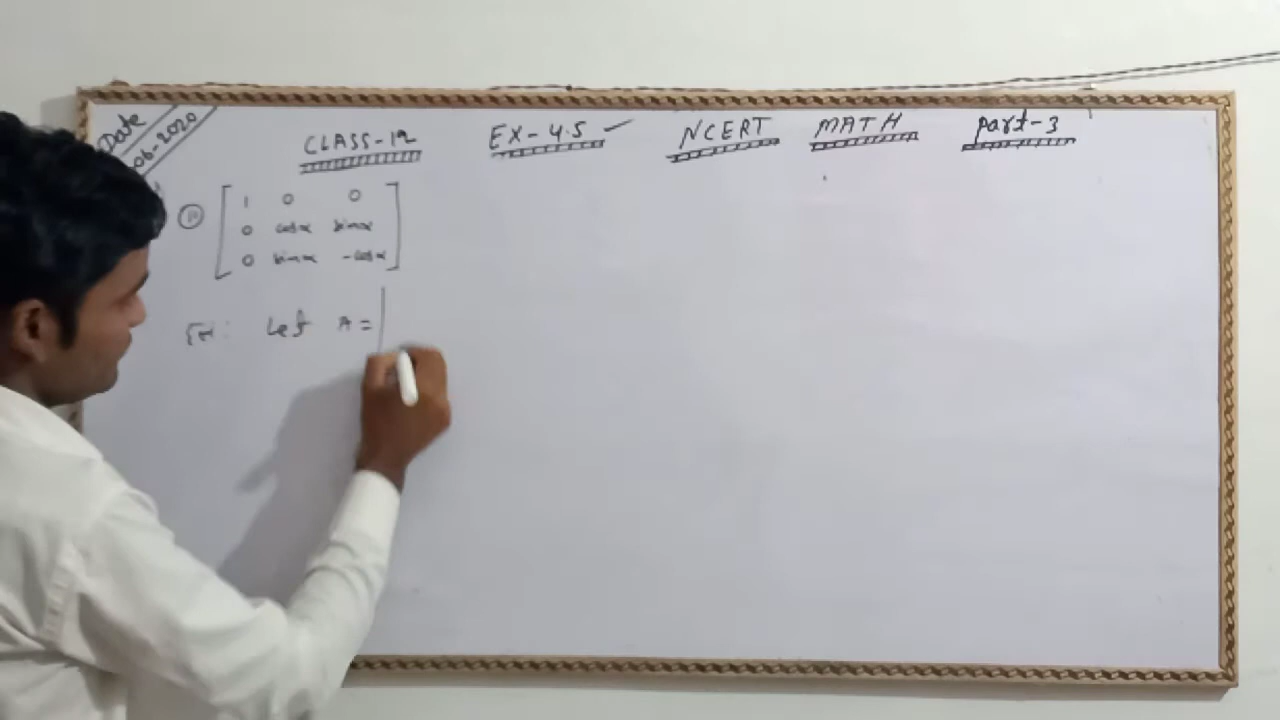 Date
06-2020
CLASS-12 EX-4.5 ✓ NCERT MATH part-3
1 0 0
0 cosα sinα
0 sinα -cosα
Let A =